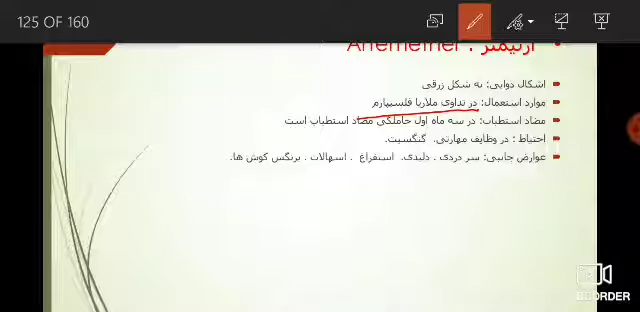 125 OF 160
ارتیمتر . Artemether
اشکال دوایی: به شکل زرقی
موارد استعمال: در تداوی ملاریا فلسیپارم
مضاد استطباب: در سه ماه اول حاملگی مضاد استطباب است
احتیاط : در وظایف مهارتی. گنگسیت.
عوارض جانبی: سر دردی . دلبدی. استفراغ . اسهالات . برنگس کوش ها.
RECORDER